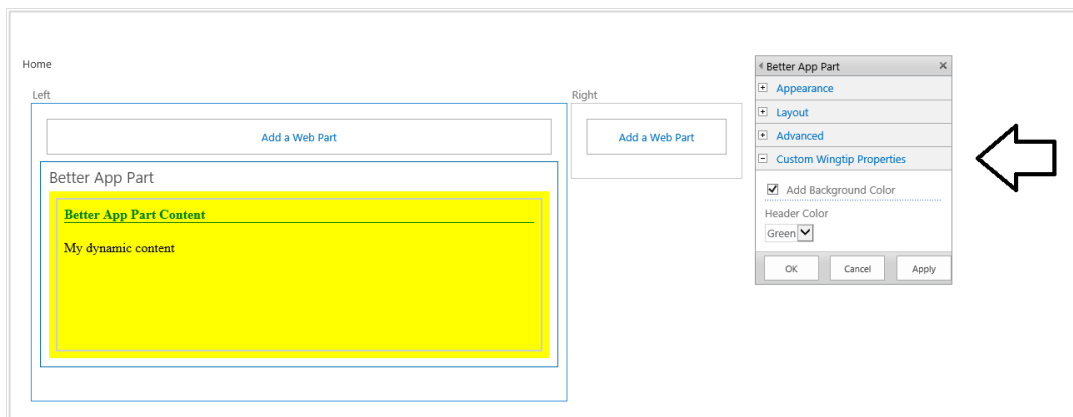 Home
Left
Add a Web Part
Better App Part
Better App Part Content
My dynamic content
Right
Add a Web Part
Better App Part
Appearance
Layout
Advanced
Custom Wingtip Properties
Add Background Color
Header Color
Green
OK Cancel Apply